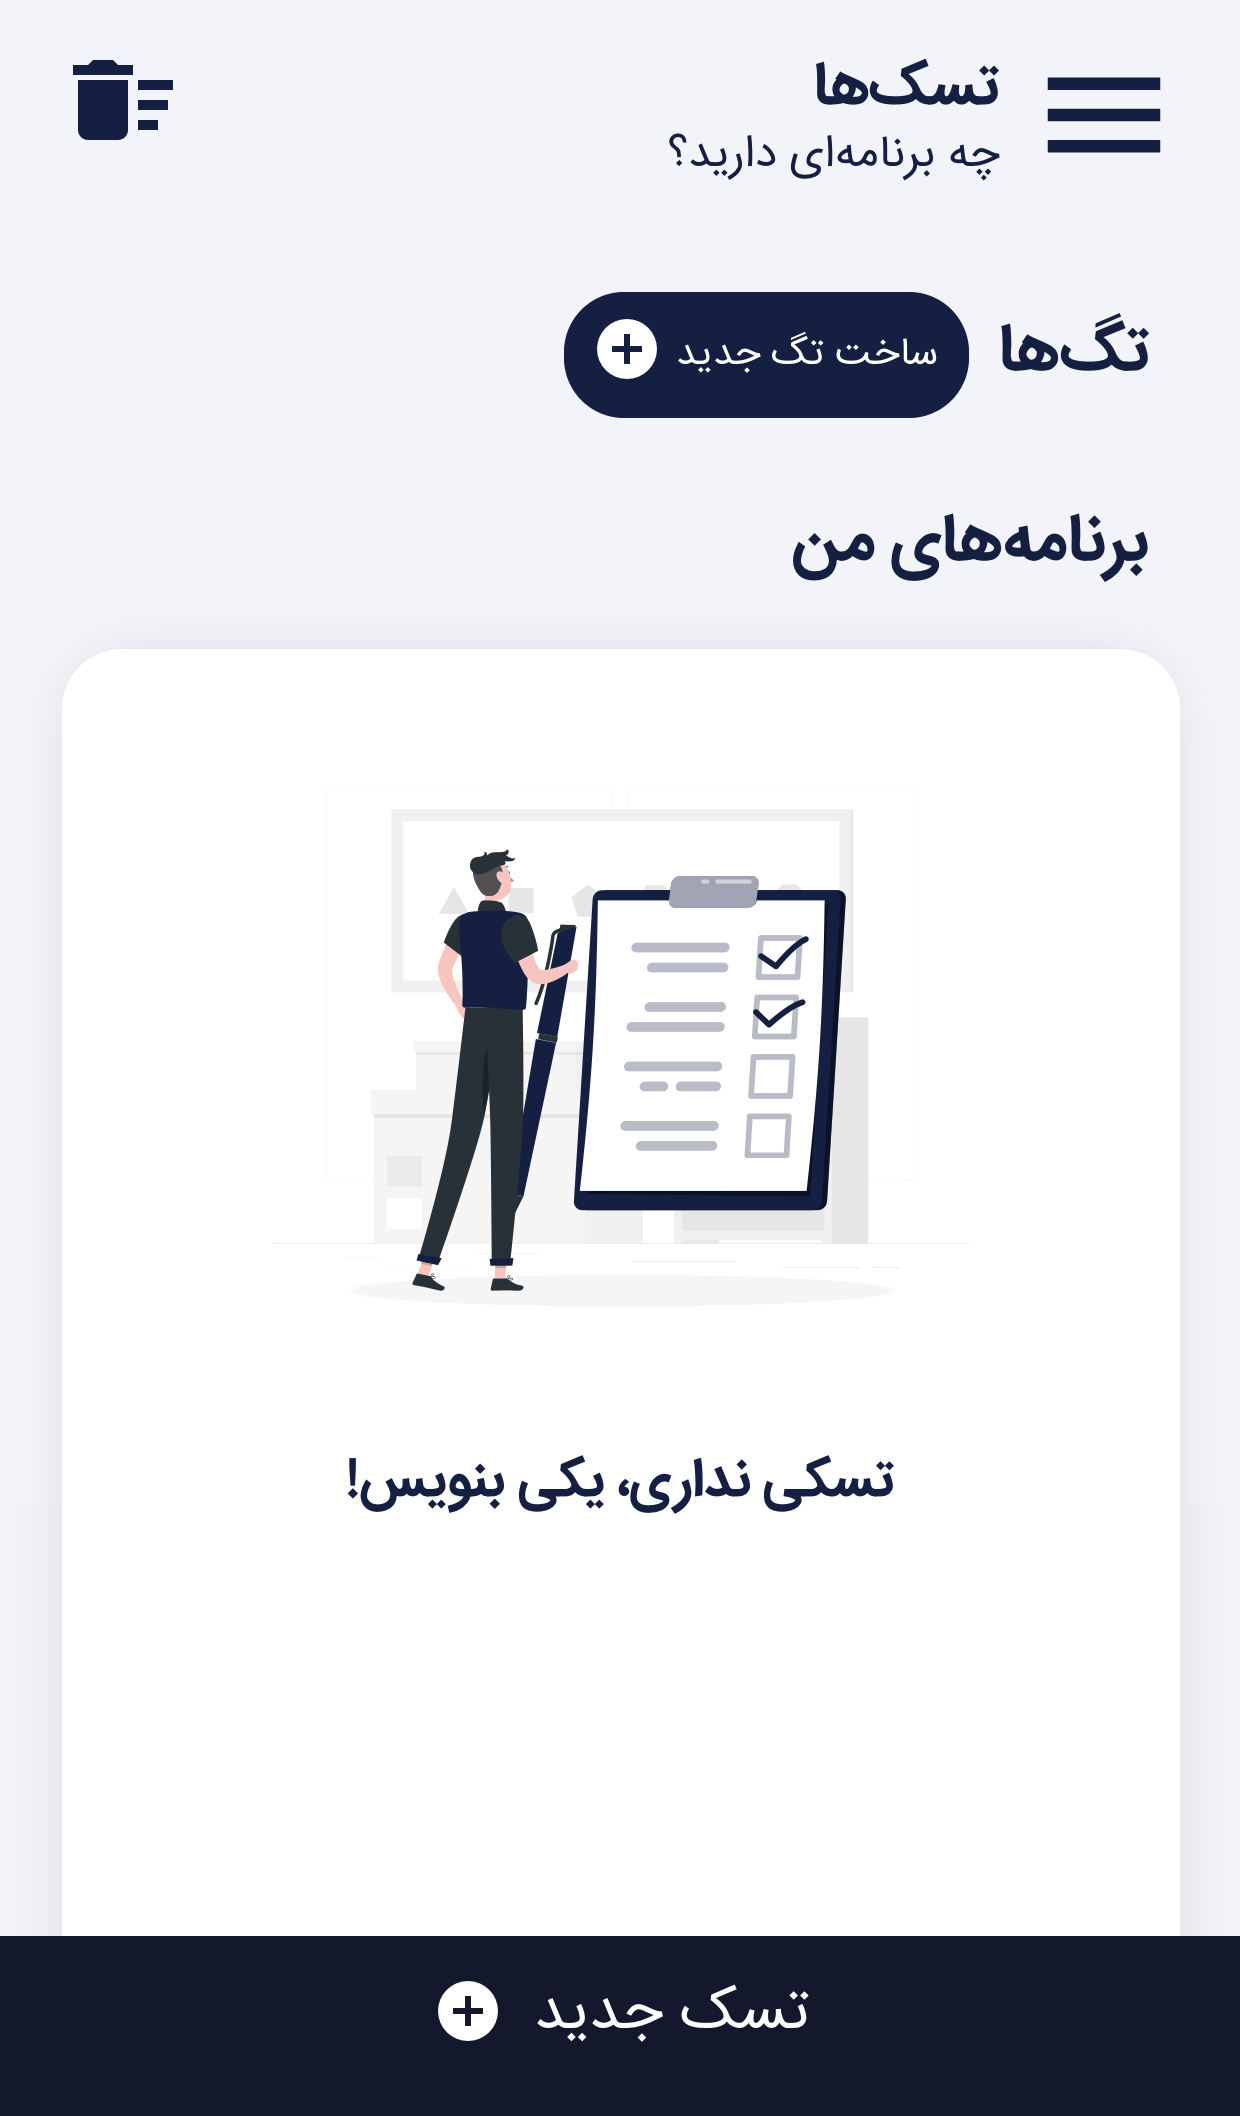 تسک‌ها
چه برنامه‌ای دارید؟
تگ‌ها
ساخت تگ جدید
برنامه‌های من
تسکی نداری، یکی بنویس!
تسک جدید